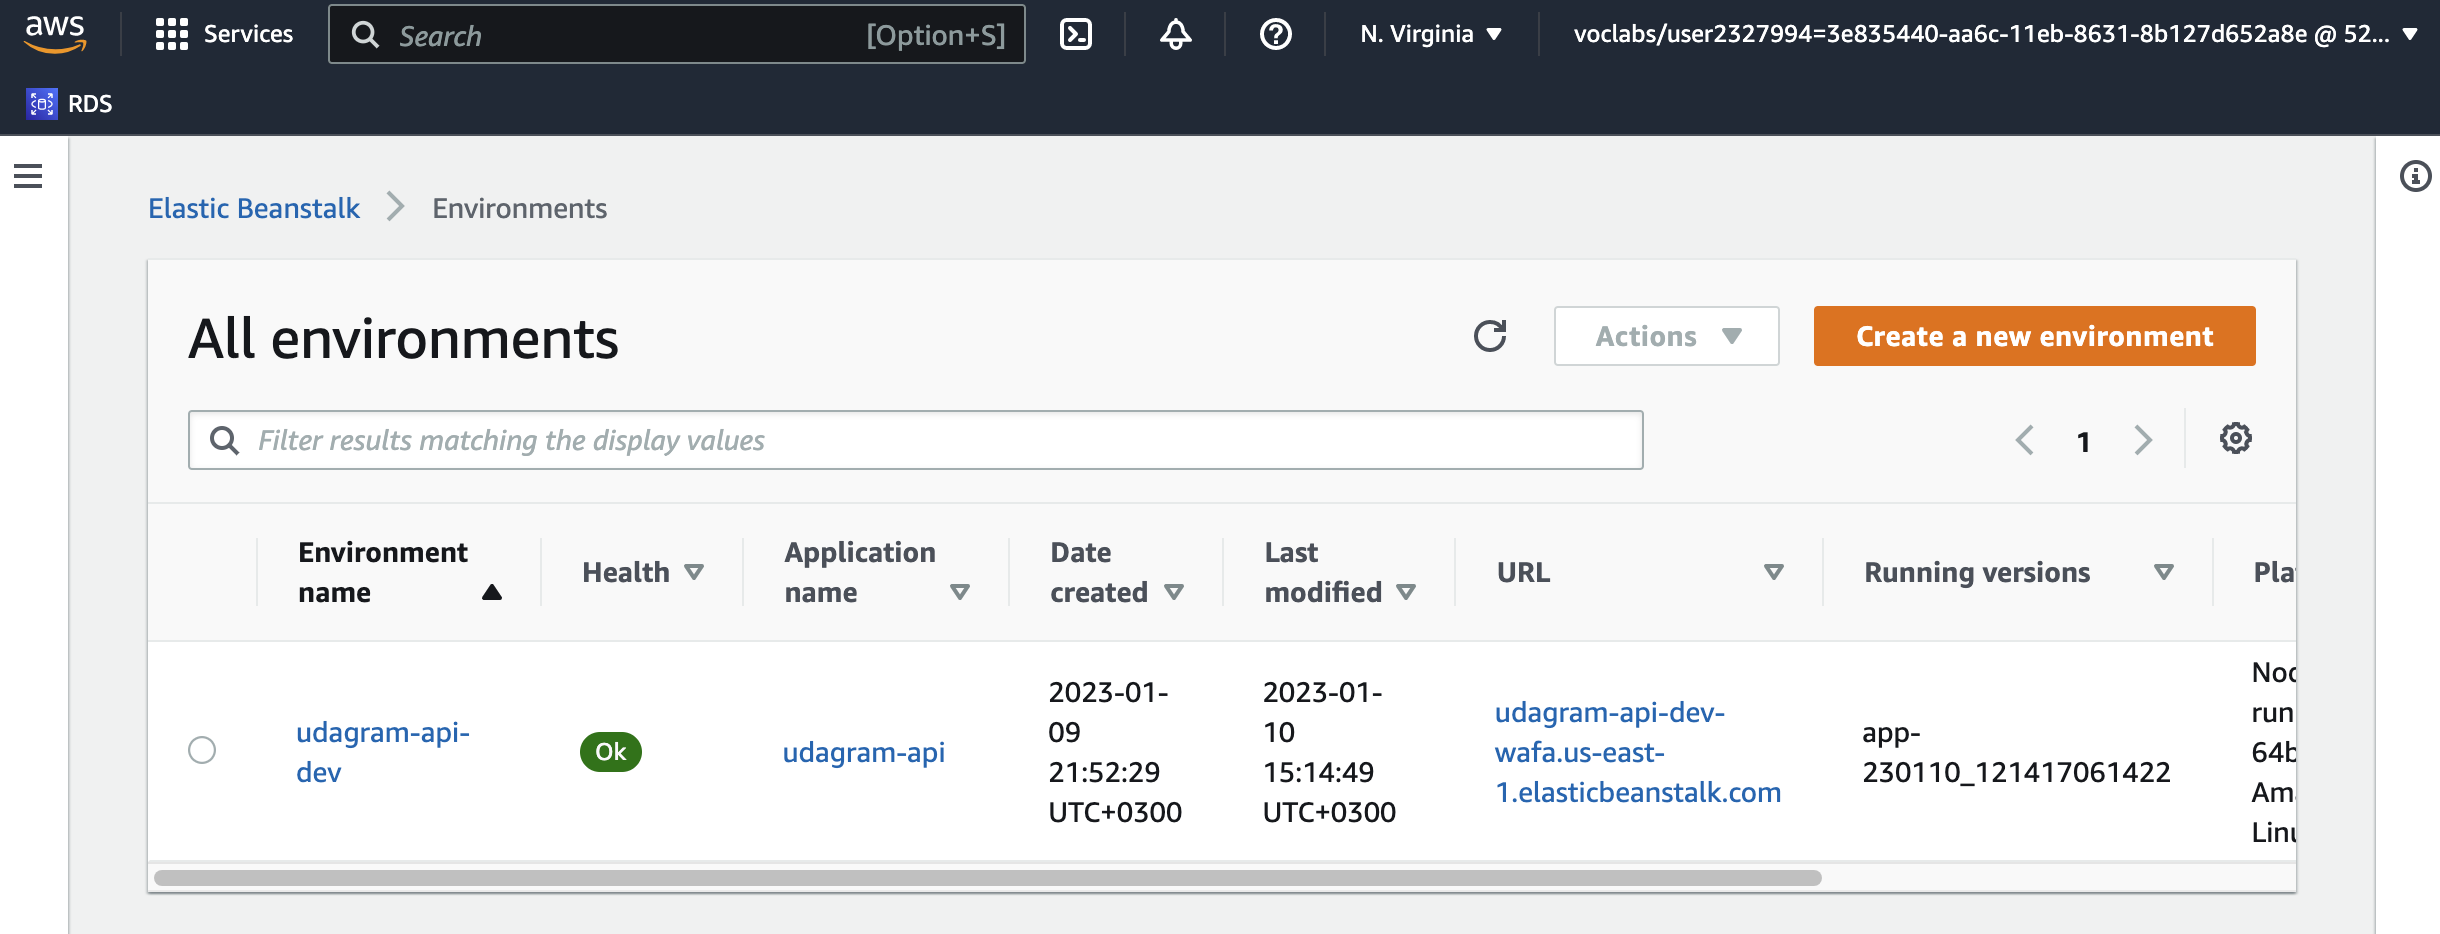 aws
Services
Search
[Option+S]
N. Virginia
voclabs/user2327994=3e835440-aa6c-11eb-8631-8b127d652a8e @ 52...
RDS
Elastic Beanstalk
Environments
All environments
Actions
Create a new environment
Filter results matching the display values
1
Environment
name
Health
Application
name
Date
created
Last
modified
URL
Running versions
Pla
udagram-api-
dev
Ok
udagram-api
2023-01-
09
21:52:29
UTC+0300
2023-01-
10
15:14:49
UTC+0300
udagram-api-dev-
wafa.us-east-
1.elasticbeanstalk.com
app-
230110_121417061422
run
64b